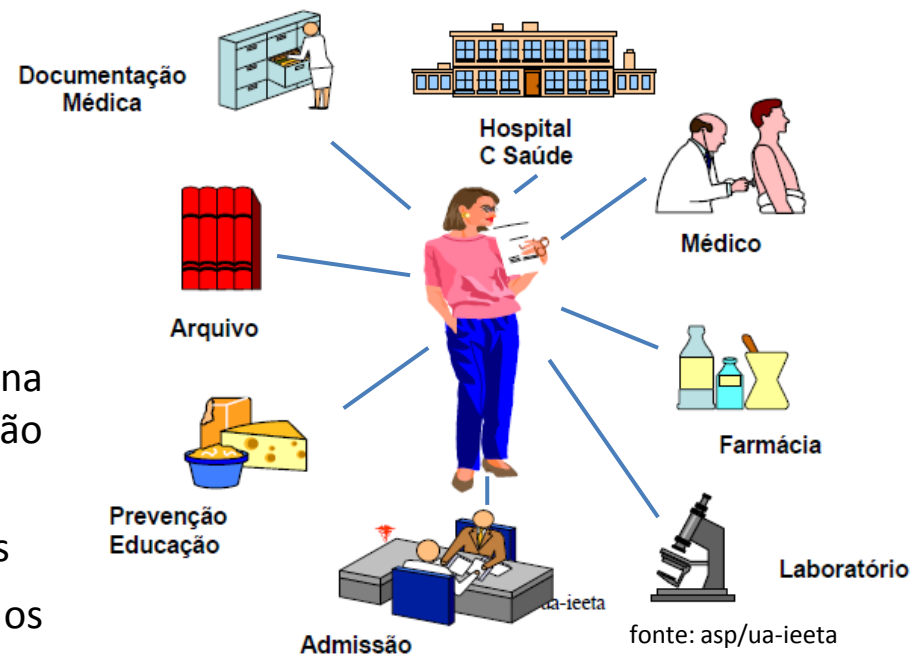 Documentação
Médica
Hospital
C Saúde
Médico
Arquivo
na
ão
Farmácia
Prevenção
Educação
s
os
Laboratório
ua-ieeta
Admissão
fonte: asp/ua-ieeta